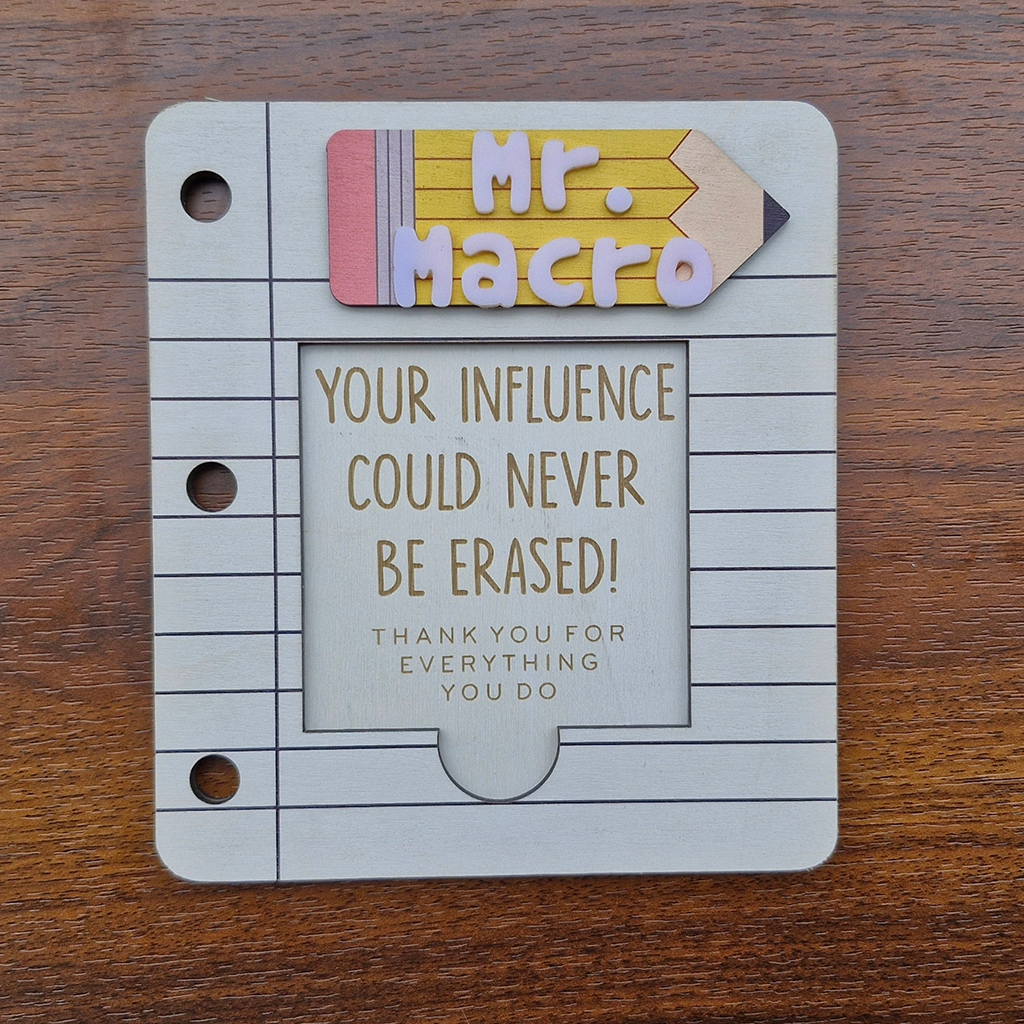 Mr.
Macro
YOUR INFLUENCE
COULD NEVER
BE ERASED!
THANK YOU FOR
EVERYTHING
YOU DO